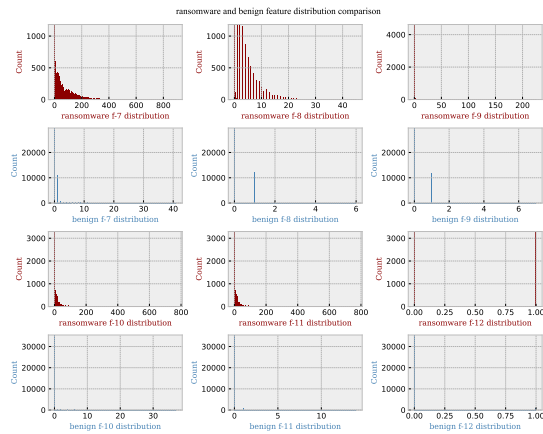 ransomware and benign feature distribution comparison
1000
500
0
Count
0 200 400 600 800
ransomware f-7 distribution
1000
500
0
Count
0 10 20 30 40
ransomware f-8 distribution
4000
2000
0
Count
0 50 100 150 200
ransomware f-9 distribution
20000
10000
0
Count
0 10 20 30 40
benign f-7 distribution
20000
10000
0
Count
0 2 4 6
benign f-8 distribution
20000
10000
0
Count
0 2 4 6
benign f-9 distribution
3000
2000
1000
0
Count
0 200 400 600 800
ransomware f-10 distribution
3000
2000
1000
0
Count
0 200 400 600 800
ransomware f-11 distribution
3000
2000
1000
0
Count
0.00 0.25 0.50 0.75 1.00
ransomware f-12 distribution
30000
20000
10000
0
Count
0 10 20 30
benign f-10 distribution
30000
20000
10000
0
Count
0 5 10
benign f-11 distribution
30000
20000
10000
0
Count
0.00 0.25 0.50 0.75 1.00
benign f-12 distribution